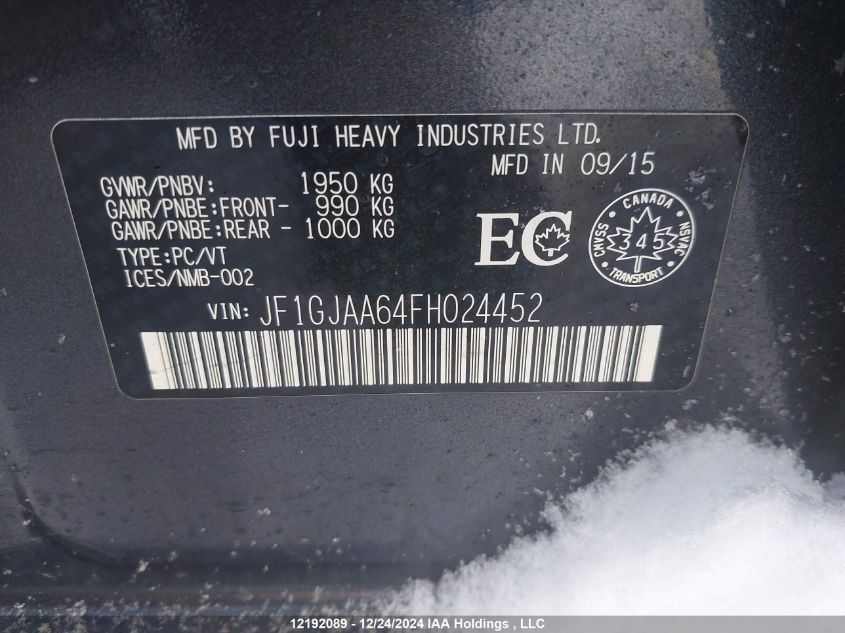 MFD BY FUJI HEAVY INDUSTRIES LTD.
MFD IN 09/15
GVWR/PNBV: 1950 KG
GAWR/PNBE:FRONT- 990 KG
GAWR/PNBE:REAR - 1000 KG
TYPE:PC/VT
ICES/NMB-002
EC
CANADA
CMVSS 345 NSVAC
TRANSPORT
VIN: JF1GJAA64FH024452
12192089 - 12/24/2024 IAA Holdings , LLC